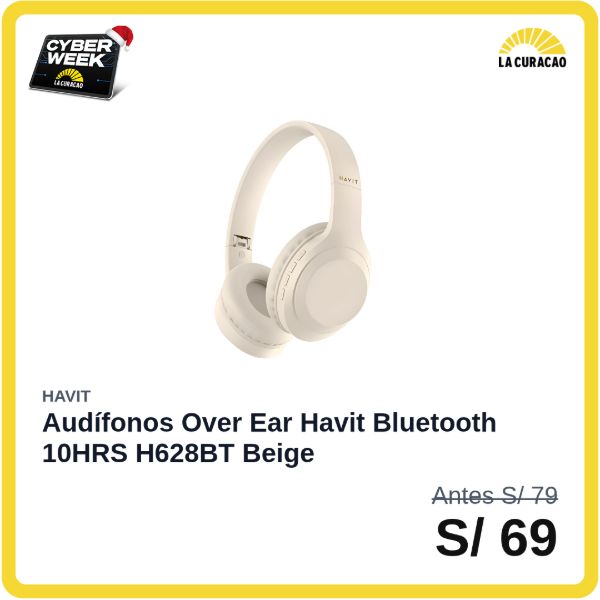 CYBER
WEEK
LA CURACAO
LA CURACAO
HAVIT
HAVIT
Audífonos Over Ear Havit Bluetooth
10HRS H628BT Beige
Antes S/ 79
S/ 69